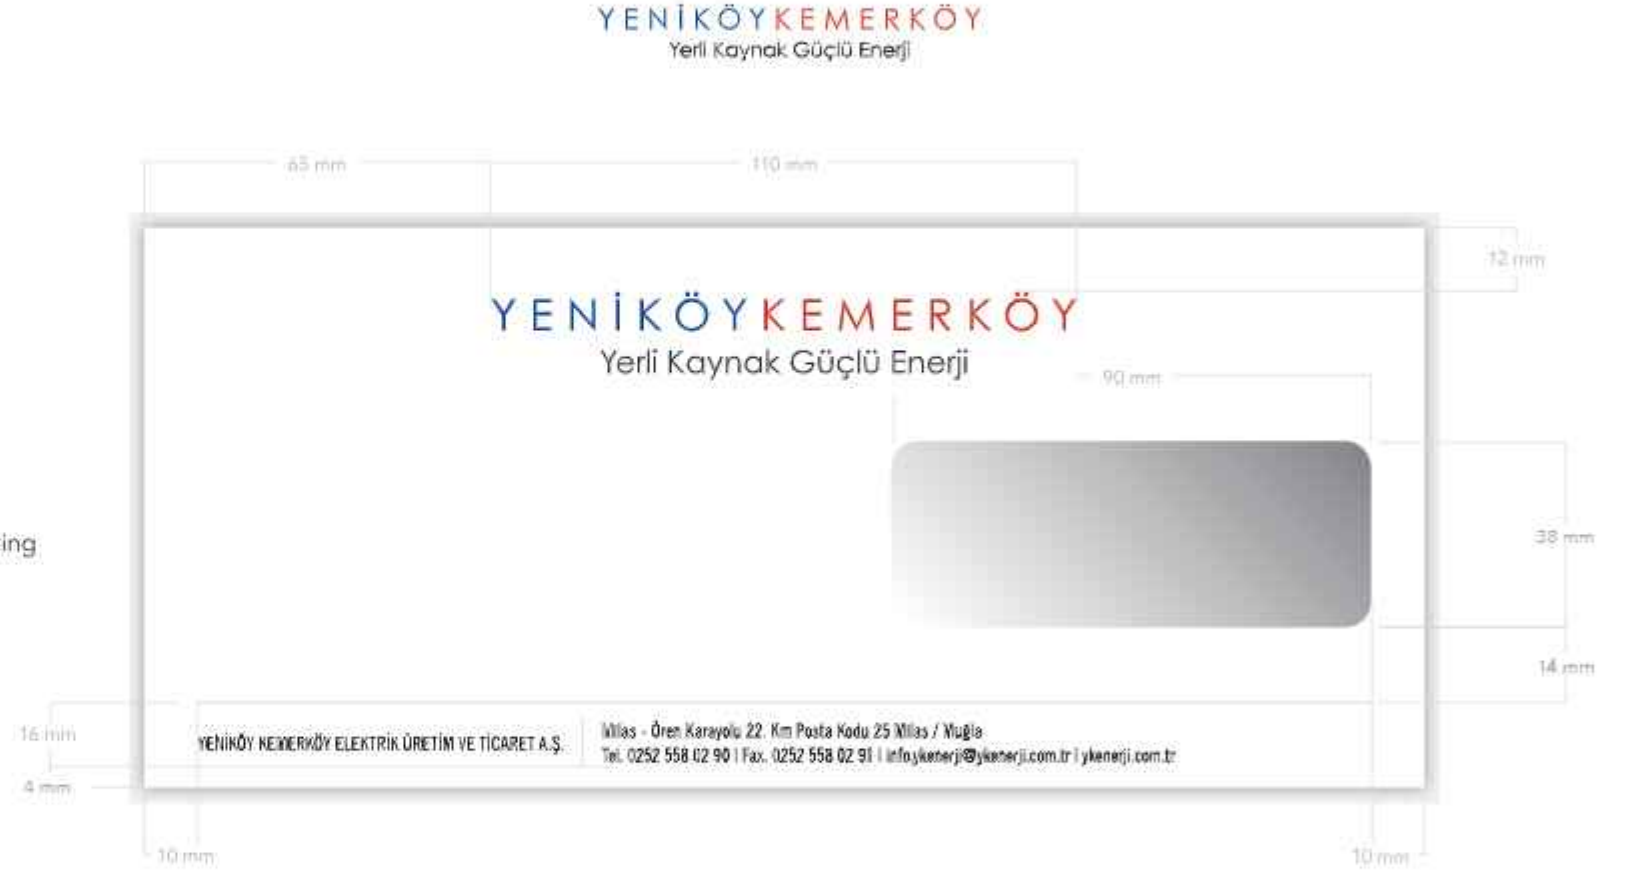 YENİKÖYKEMERKÖY
Yerli Kaynak Güçlü Enerji
65 mm
110 mm
12 mm
YENİKÖYKEMERKÖY
Yerli Kaynak Güçlü Enerji
90 mm
38 mm
ing
14 mm
16 mm
YENİKÖY KEMERKÖY ELEKTRİK ÜRETİM VE TİCARET A.Ş.
Milas - Ören Karayolu 22. Km Posta Kodu 25 Milas / Muğla
Tel. 0252 558 02 90 | Fax. 0252 558 02 91 | info.ykenerji@ykenerji.com.tr | ykenerji.com.tr
4 mm
10 mm
10 mm